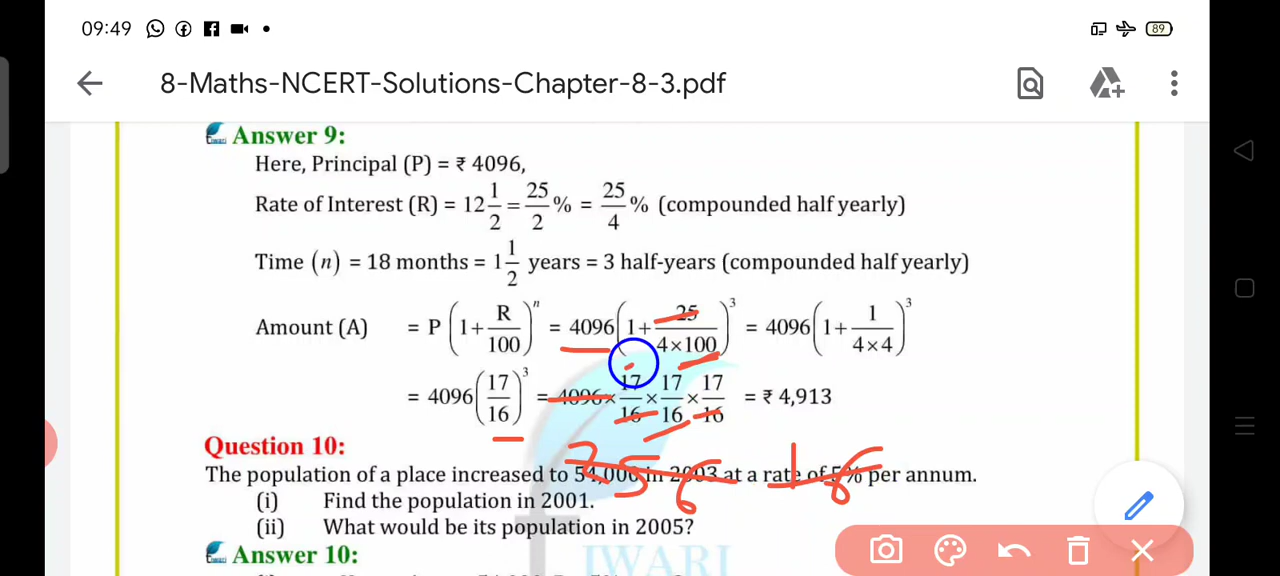 09:49 89
8-Maths-NCERT-Solutions-Chapter-8-3.pdf
Answer 9:
Here, Principal (P) = ₹ 4096,
Rate of Interest (R) = 12 1/2 = 25/2 % = 25/4 % (compounded half yearly)
Time (n) = 18 months = 1 1/2 years = 3 half-years (compounded half yearly)
Amount (A) = P (1 + R/100)^n = 4096 (1 + 25/(4×100))^3 = 4096 (1 + 1/(4×4))^3
= 4096 (17/16)^3 = 4096 × 17/16 × 17/16 × 17/16 = ₹ 4,913
256 16
Question 10:
The population of a place increased to 54,000 in 2003 at a rate of 5% per annum.
(i) Find the population in 2001.
(ii) What would be its population in 2005?
Answer 10:
IWARI